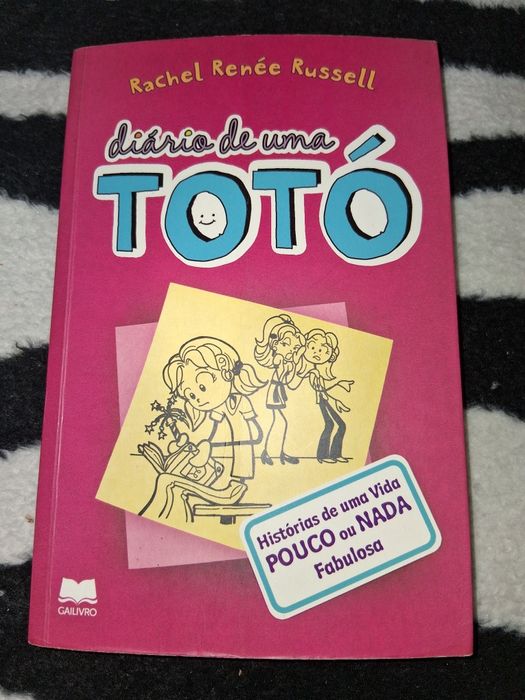 Rachel Renée Russell
diário de uma
TOTÓ
Histórias de uma Vida
POUCO ou NADA
Fabulosa
GAILIVRO